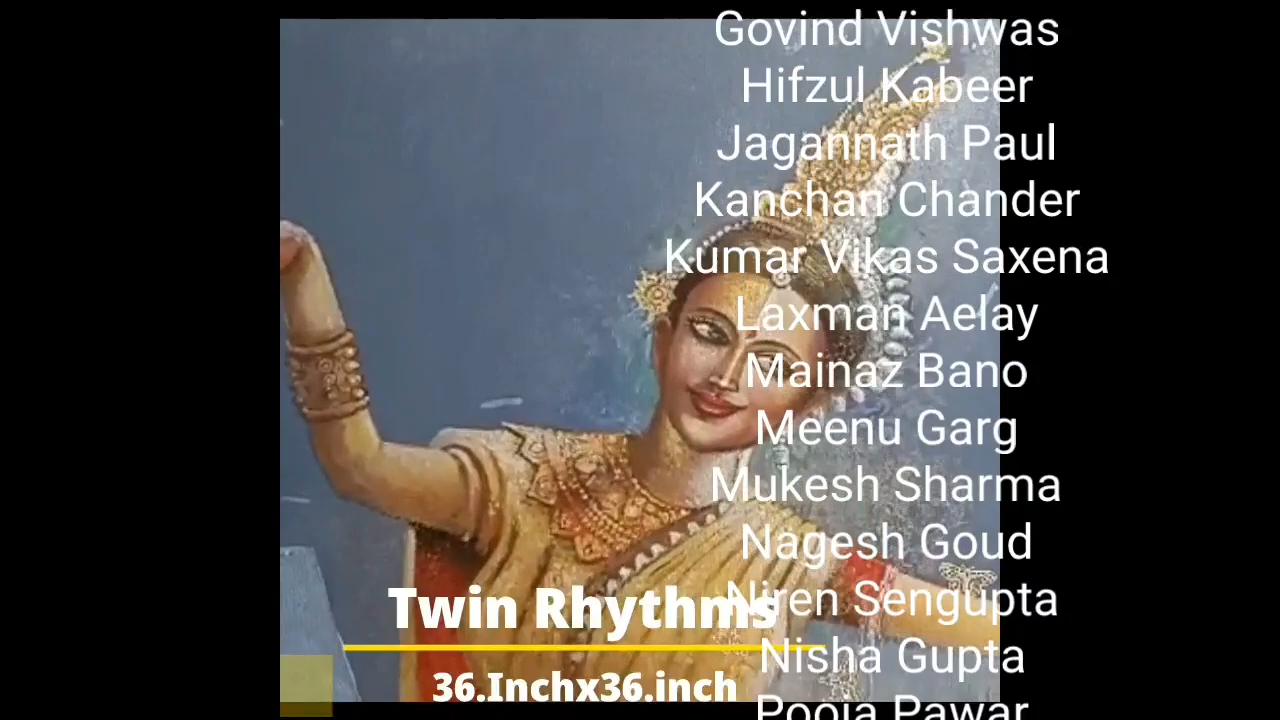 Govind Vishwas
Hifzul Kabeer
Jagannath Paul
Kanchan Chander
Kumar Vikas Saxena
Laxman Aelay
Mainaz Bano
Meenu Garg
Mukesh Sharma
Nagesh Goud
Niren Sengupta
Nisha Gupta
Pooja Pawar
Twin Rhythms
36.Inchx36.inch